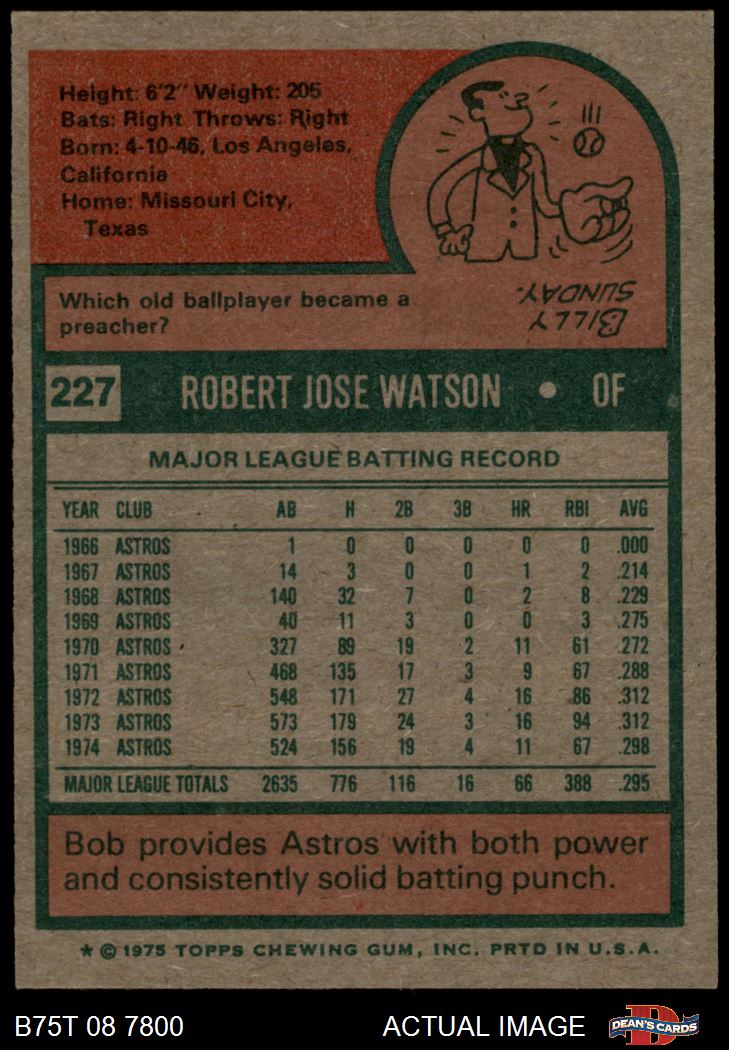 Height: 6'2" Weight: 205
Bats: Right Throws: Right
Born: 4-10-46, Los Angeles,
California
Home: Missouri City,
Texas
Which old ballplayer became a
preacher?
BILLY
SUNDAY.
227 ROBERT JOSE WATSON • OF
MAJOR LEAGUE BATTING RECORD
YEAR CLUB AB H 2B 3B HR RBI AVG
1966 ASTROS 1 0 0 0 0 0 .000
1967 ASTROS 14 3 0 0 1 2 .214
1968 ASTROS 140 32 7 0 2 8 .229
1969 ASTROS 40 11 3 0 0 3 .275
1970 ASTROS 327 89 19 2 11 61 .272
1971 ASTROS 468 135 17 3 9 67 .288
1972 ASTROS 548 171 27 4 16 86 .312
1973 ASTROS 573 179 24 3 16 94 .312
1974 ASTROS 524 156 19 4 11 67 .298
MAJOR LEAGUE TOTALS 2635 776 116 16 66 388 .295
Bob provides Astros with both power
and consistently solid batting punch.
* © 1975 TOPPS CHEWING GUM, INC. PRTD IN U.S.A.
B75T 08 7800 ACTUAL IMAGE D DEAN'S CARDS